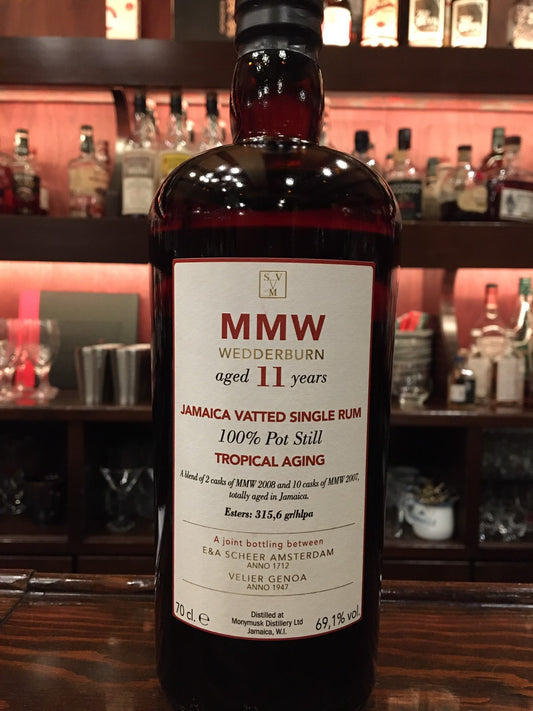 S V
M
MMW
WEDDERBURN
aged 11 years
JAMAICA VATTED SINGLE RUM
100% Pot Still
TROPICAL AGING
A blend of 2 casks of MMW 2008 and 10 casks of MMW 2007,
totally aged in Jamaica.
Esters: 315,6 gr/hlpa
A joint bottling between
E&A SCHEER AMSTERDAM
ANNO 1712
VELIER GENOA
ANNO 1947
70 cl. ℮
Distilled at
Monymusk Distillery Ltd
Jamaica, W.I.
69,1% vol.